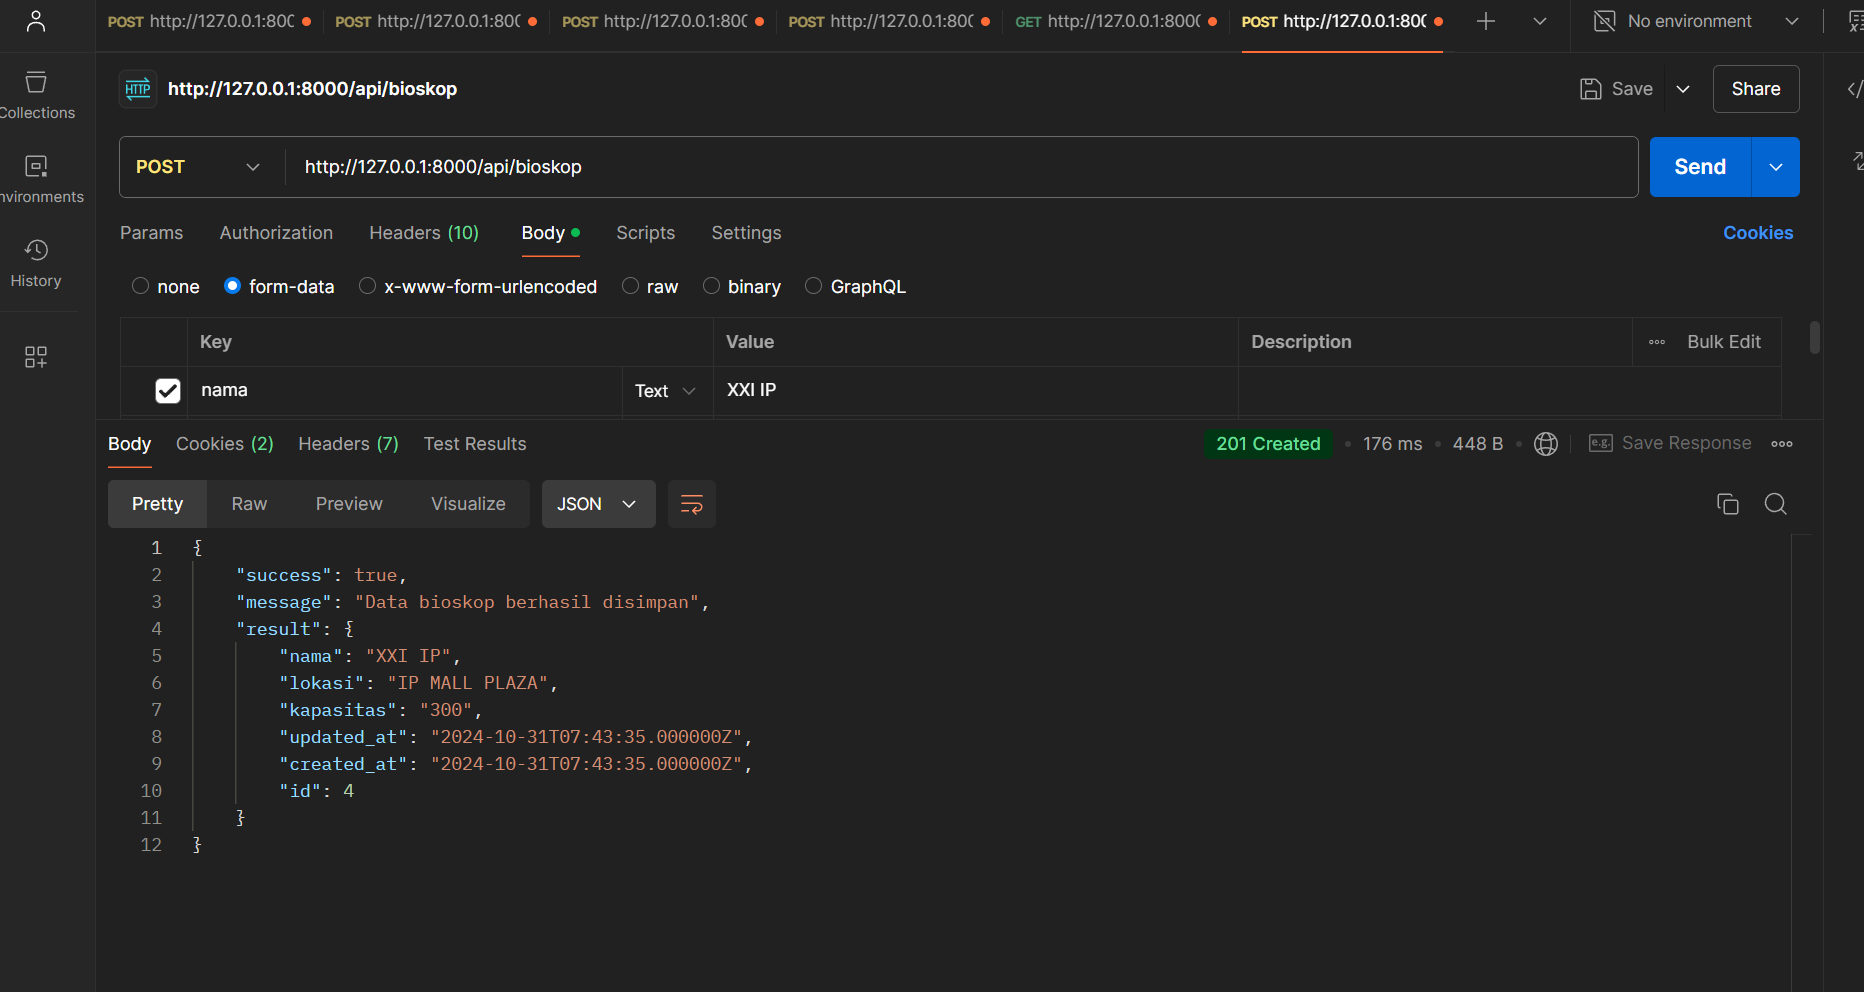 POST http://127.0.0.1:800 POST http://127.0.0.1:800 POST http://127.0.0.1:800 POST http://127.0.0.1:800 GET http://127.0.0.1:8000 POST http://127.0.0.1:800 No environment
HTTP http://127.0.0.1:8000/api/bioskop Save Share
Collections
POST http://127.0.0.1:8000/api/bioskop Send
nvironments
Params Authorization Headers (10) Body Scripts Settings Cookies
History
none form-data x-www-form-urlencoded raw binary GraphQL
Key Value Description Bulk Edit
nama Text XXI IP
Body Cookies (2) Headers (7) Test Results 201 Created • 176 ms • 448 B • e.g. Save Response
Pretty Raw Preview Visualize JSON
1 {
2 "success": true,
3 "message": "Data bioskop berhasil disimpan",
4 "result": {
5 "nama": "XXI IP",
6 "lokasi": "IP MALL PLAZA",
7 "kapasitas": "300",
8 "updated_at": "2024-10-31T07:43:35.000000Z",
9 "created_at": "2024-10-31T07:43:35.000000Z",
10 "id": 4
11 }
12 }